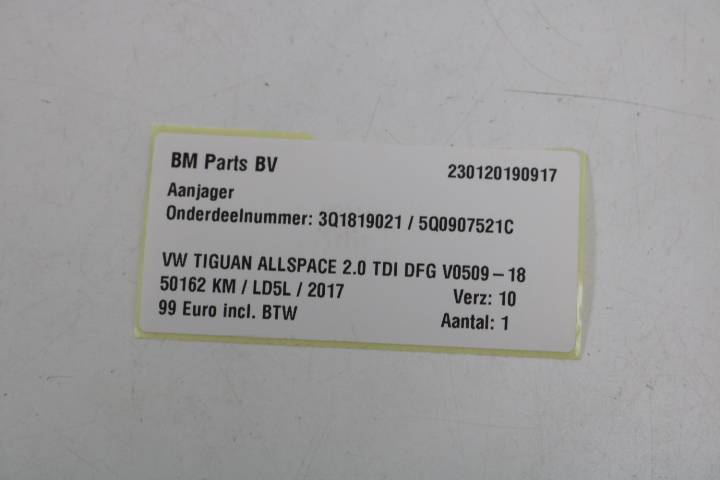 BM Parts BV 230120190917
Aanjager
Onderdeelnummer: 3Q1819021 / 5Q0907521C
VW TIGUAN ALLSPACE 2.0 TDI DFG V0509-18
50162 KM / LD5L / 2017 Verz: 10
99 Euro incl. BTW Aantal: 1